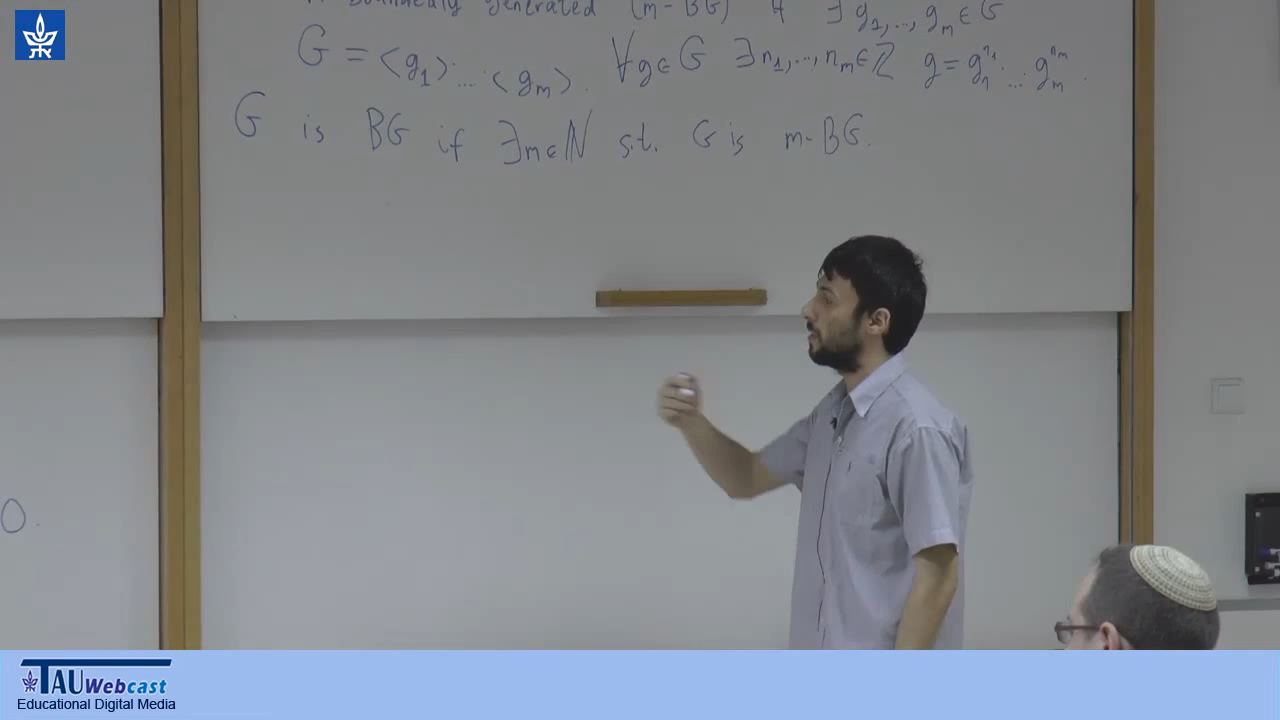 boundedly generated (m-BG) if ∃ g₁,...,gₘ ∈ G
G = <g₁>·...·<gₘ>. ∀g∈G ∃n₁,...,nₘ∈ℤ g = g₁^n₁·...·gₘ^nₘ.
G is BG if ∃m∈ℕ s.t. G is m-BG.
0.
TAU Webcast
Educational Digital Media